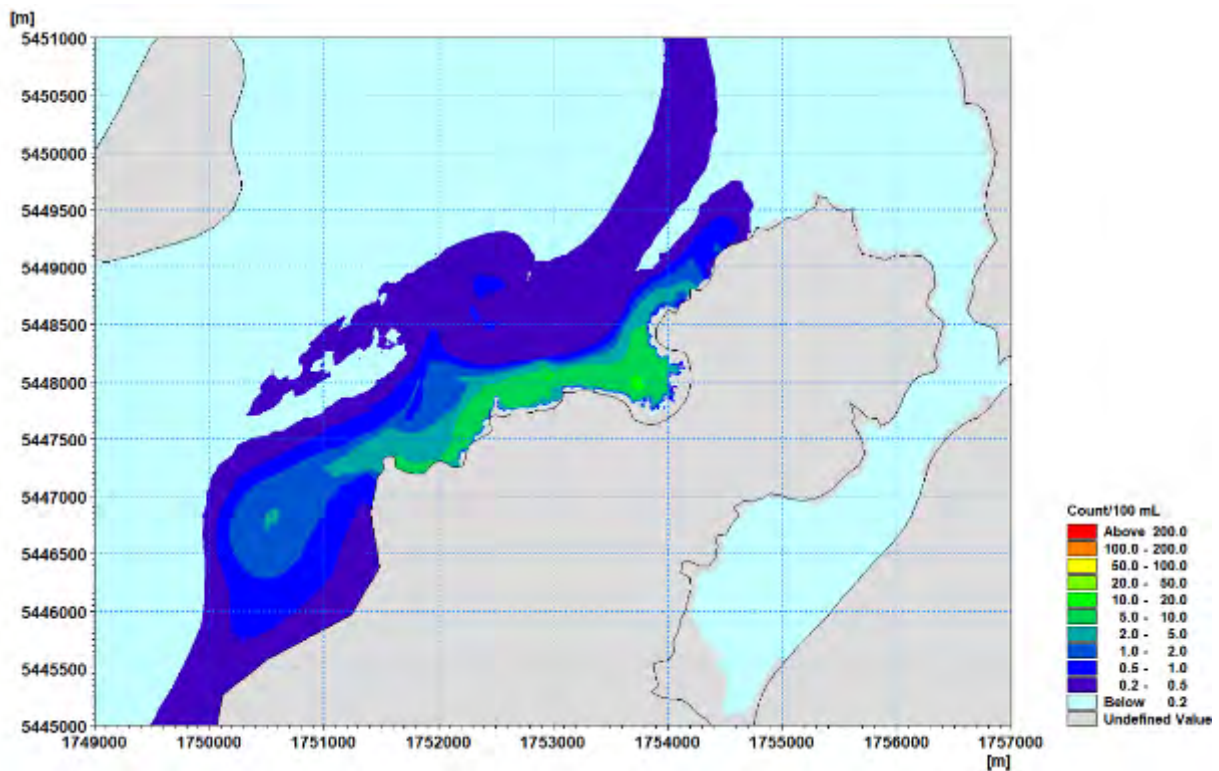 [m]
5451000
5450500
5450000
5449500
5449000
5448500
5448000
5447500
5447000
5446500
5446000
5445500
5445000
1749000 1750000 1751000 1752000 1753000 1754000 1755000 1756000 1757000
[m]
Count/100 mL
Above 200.0
100.0 - 200.0
50.0 - 100.0
20.0 - 50.0
10.0 - 20.0
5.0 - 10.0
2.0 - 5.0
1.0 - 2.0
0.5 - 1.0
0.2 - 0.5
Below 0.2
Undefined Value